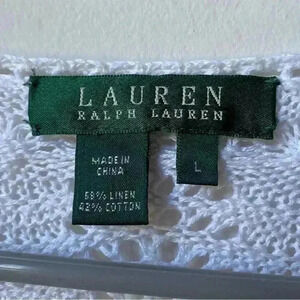 LAUREN
RALPH LAUREN
MADE IN
CHINA
L
58% LINEN
42% COTTON